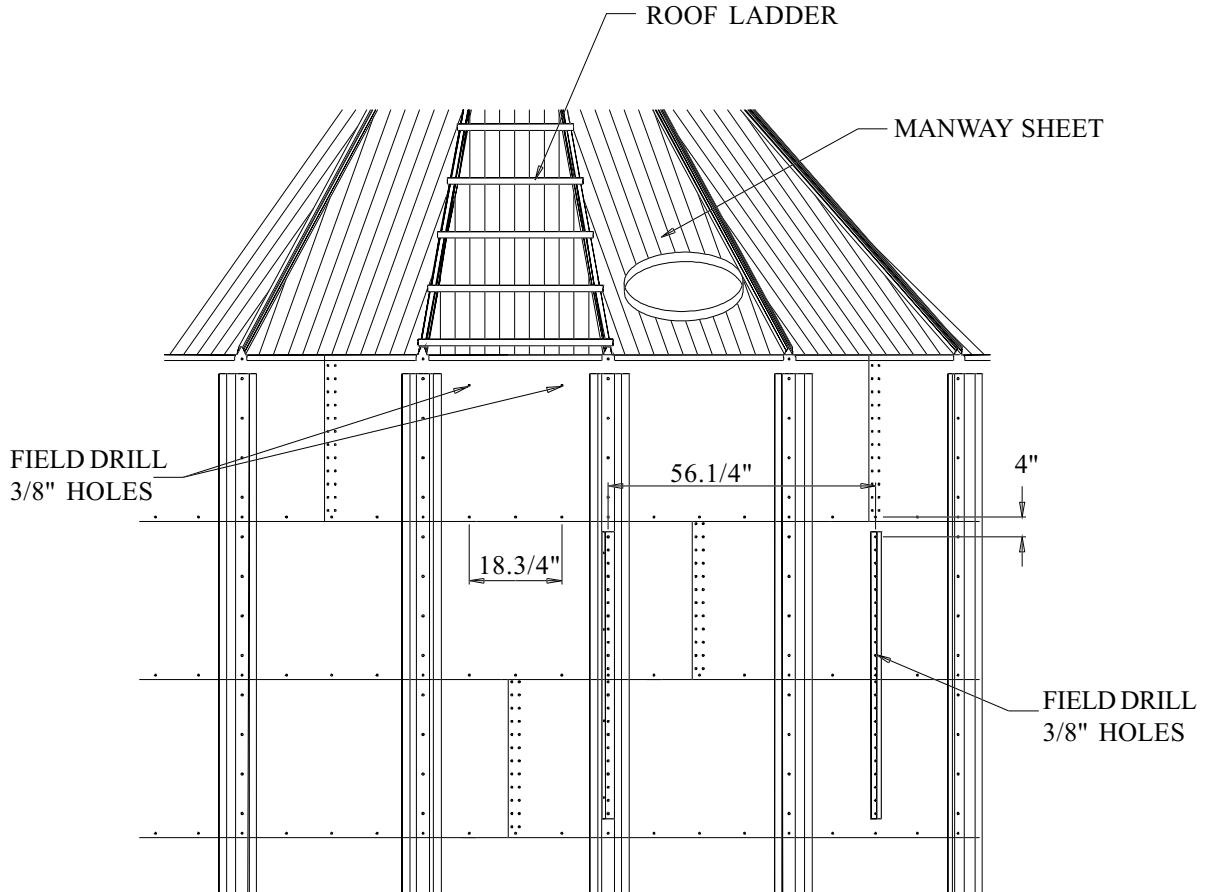 ROOF LADDER
MANWAY SHEET
FIELD DRILL
3/8" HOLES
56.1/4"
4"
18.3/4"
FIELD DRILL
3/8" HOLES